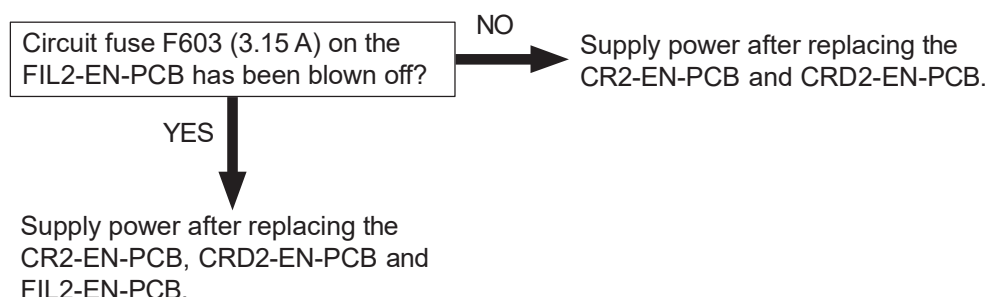 Circuit fuse F603 (3.15 A) on the
FIL2-EN-PCB has been blown off?
NO
Supply power after replacing the
CR2-EN-PCB and CRD2-EN-PCB.
YES
Supply power after replacing the
CR2-EN-PCB, CRD2-EN-PCB and
FIL2-EN-PCB.